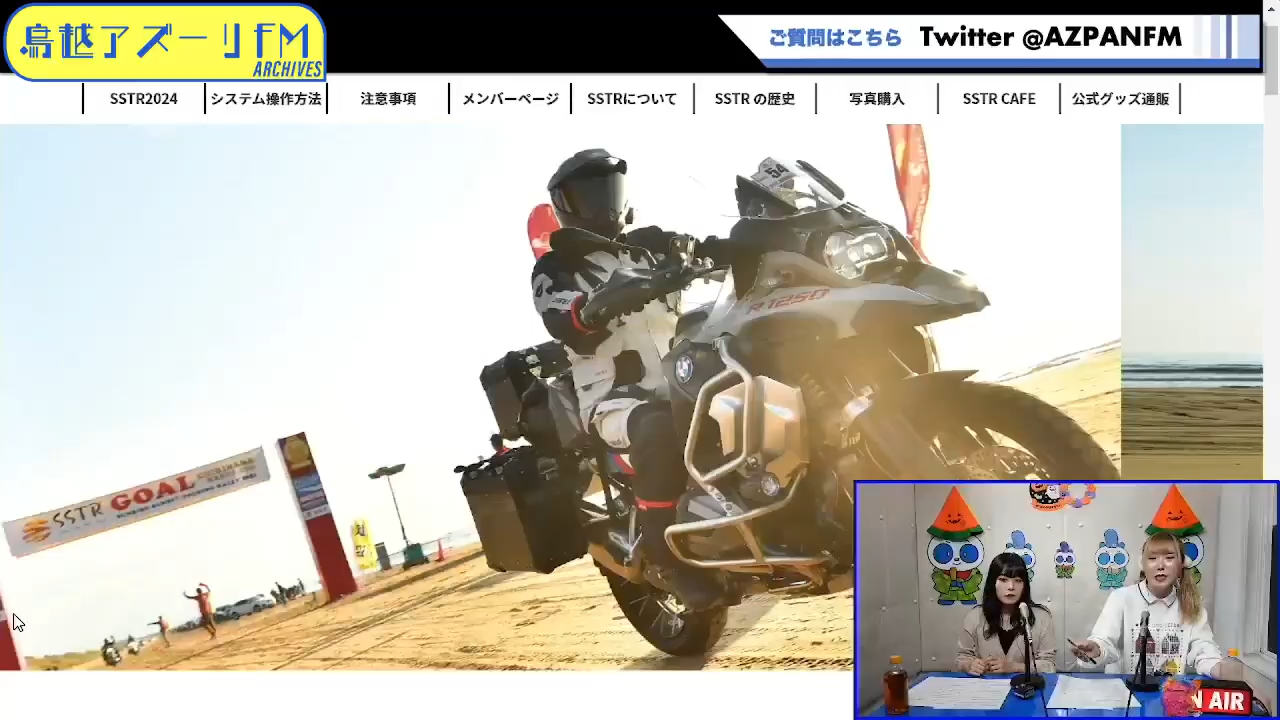 鳥越アズーリFM
ARCHIVES
ご質問はこちら Twitter @AZPANFM
SSTR2024
システム操作方法
注意事項
メンバーページ
SSTRについて
SSTR の歴史
写真購入
SSTR CAFE
公式グッズ通販
54
R1250
SSTR GOAL
N AIR